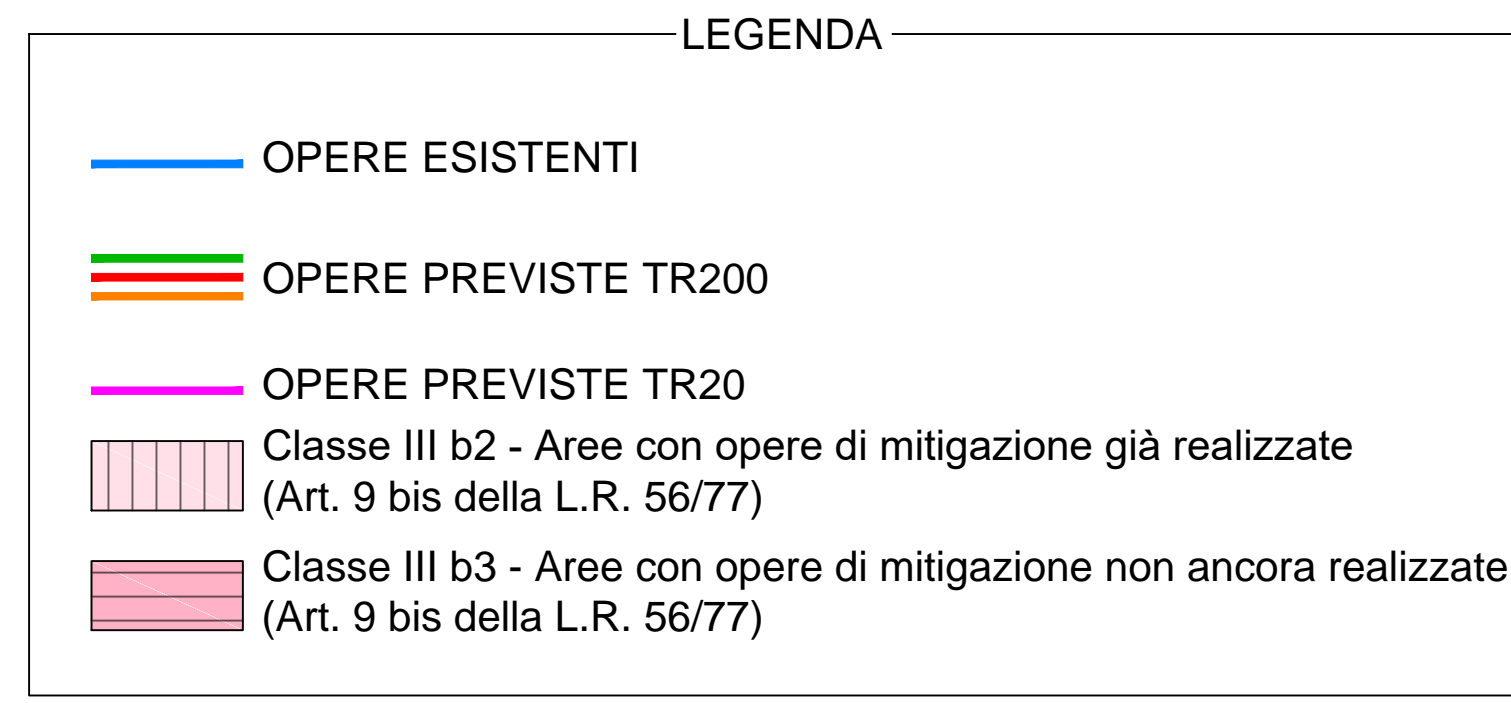 LEGENDA
OPERE ESISTENTI
OPERE PREVISTE TR200
OPERE PREVISTE TR20
Classe III b2 - Aree con opere di mitigazione già realizzate
(Art. 9 bis della L.R. 56/77)
Classe III b3 - Aree con opere di mitigazione non ancora realizzate
(Art. 9 bis della L.R. 56/77)